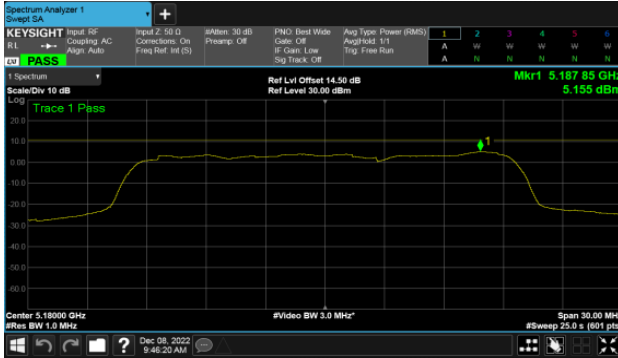 Spectrum Analyzer 1
Swept SA
+
KEYSIGHT
RL
LXI
PASS
Input: RF
Coupling: AC
Align: Auto
Input Z: 50 Ω
Corrections: On
Freq Ref: Int (S)
#Atten: 30 dB
Preamp: Off
PNO: Best Wide
Gate: Off
IF Gain: Low
Sig Track: Off
Avg Type: Power (RMS)
Avg|Hold: 1/1
Trig: Free Run
1 2 3 4 5 6
A W W W W W
A N N N N N
1 Spectrum
Scale/Div 10 dB
Ref Lvl Offset 14.50 dB
Ref Level 30.00 dBm
Mkr1 5.187 85 GHz
5.155 dBm
Log
Trace 1 Pass
20.0
10.0
0.00
-10.0
-20.0
-30.0
-40.0
-50.0
-60.0
1
Center 5.18000 GHz
#Res BW 1.0 MHz
#Video BW 3.0 MHz*
Span 30.00 MHz
#Sweep 25.0 s (601 pts)
?
Dec 08, 2022
9:46:20 AM